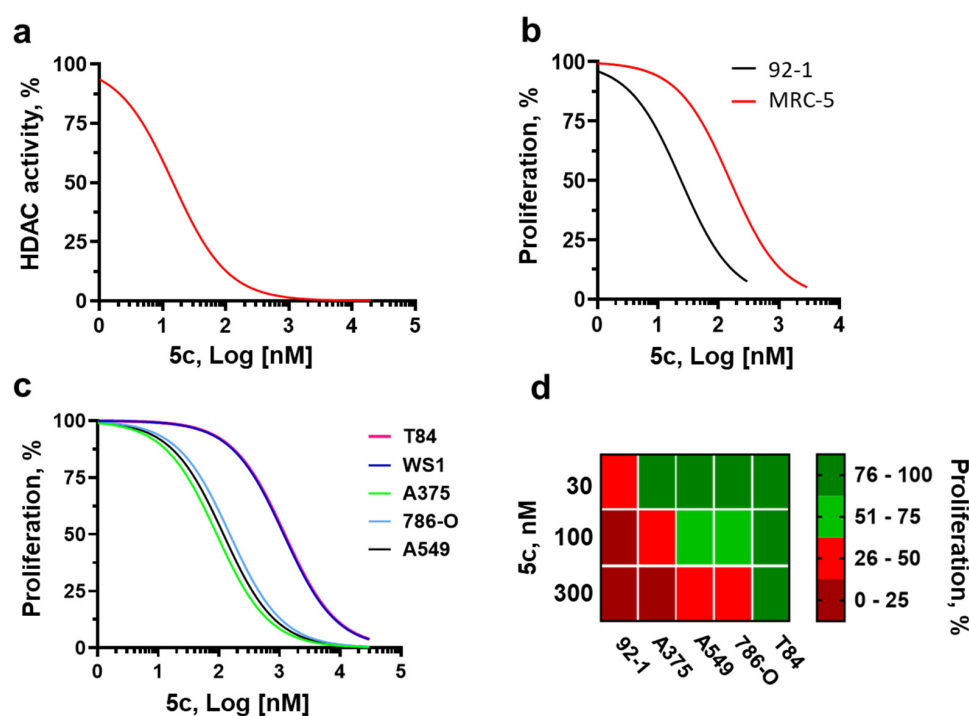 a
HDAC activity, %
100
75
50
25
0
0 1 2 3 4 5
5c, Log [nM]
b
Proliferation, %
100
75
50
25
0
92-1
MRC-5
0 1 2 3 4
5c, Log [nM]
c
Proliferation, %
100
75
50
25
0
T84
WS1
A375
786-O
A549
0 1 2 3 4 5
5c, Log [nM]
d
5c, nM
30
100
300
92-1 A375 A549 786-O T84
76 - 100
51 - 75
26 - 50
0 - 25
Proliferation, %